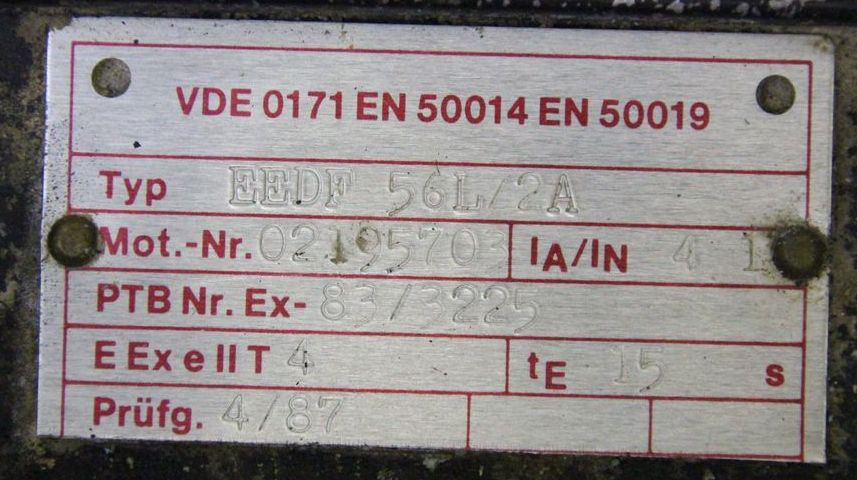 VDE 0171 EN 50014 EN 50019
Typ EEDF 56L/2A
Mot.-Nr. 02195703 IA/IN 4
PTB Nr. Ex- 83/3225
E Ex e II T 4 tE 15 s
Prüfg. 4/87